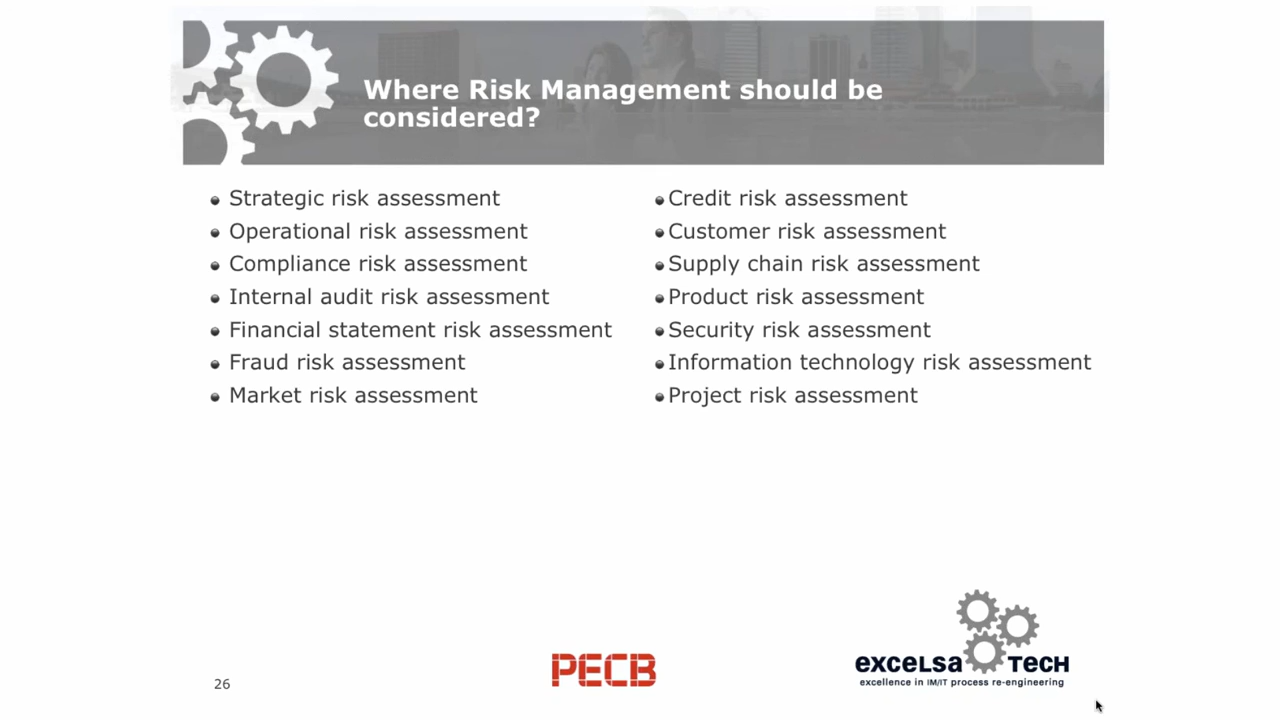 Where Risk Management should be
considered?
Strategic risk assessment
Operational risk assessment
Compliance risk assessment
Internal audit risk assessment
Financial statement risk assessment
Fraud risk assessment
Market risk assessment
Credit risk assessment
Customer risk assessment
Supply chain risk assessment
Product risk assessment
Security risk assessment
Information technology risk assessment
Project risk assessment
26
PECB
excelsa TECH
excellence in IM/IT process re-engineering